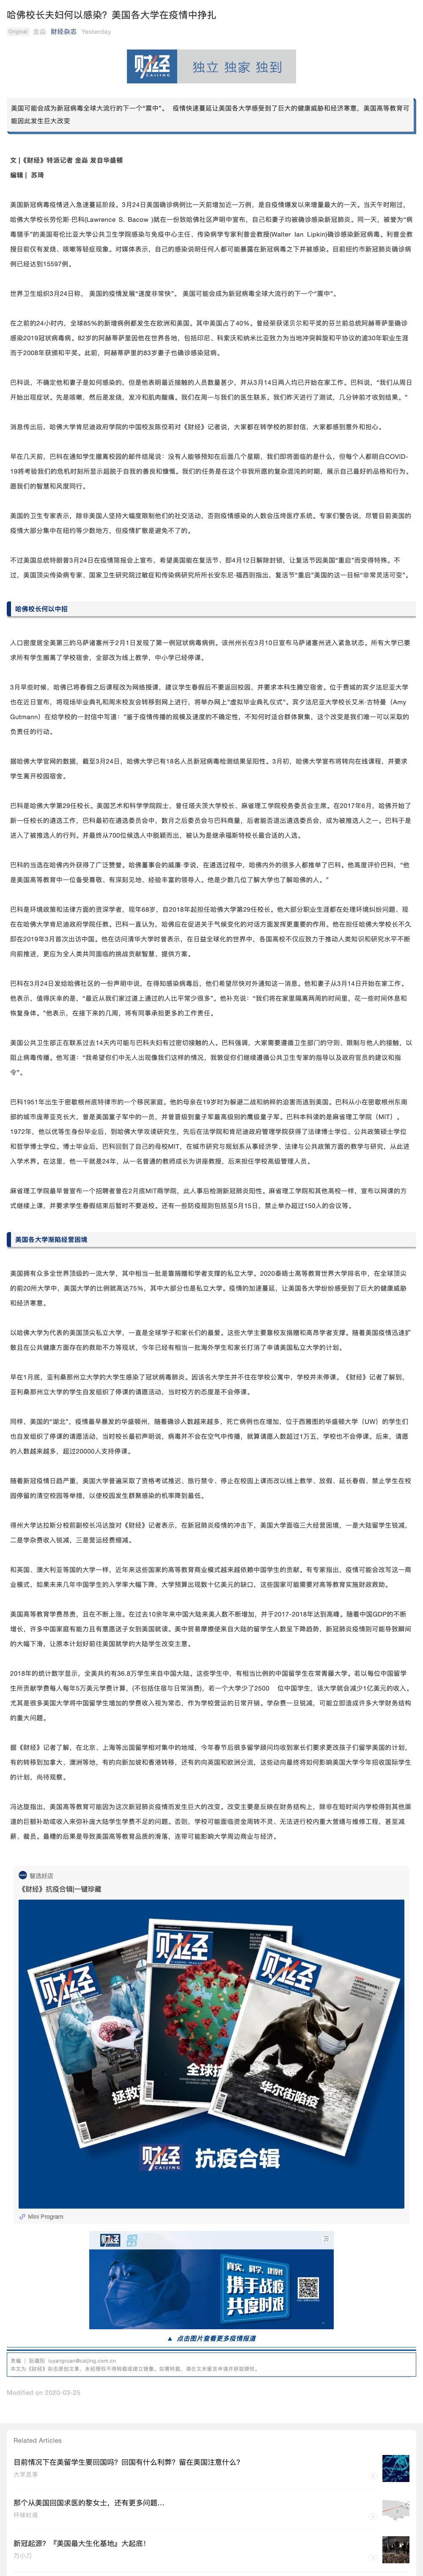 哈佛校长夫妇何以感染？美国各大学在疫情中挣扎
Original 金焱 财经杂志 Yesterday
财经
CAIJING
独立 独家 独到
美国可能会成为新冠病毒全球大流行的下一个“震中”。 疫情快速蔓延让美国各大学感受到了巨大的健康威胁和经济寒意，美国高等教育可
能因此发生巨大改变
文 |《财经》特派记者 金焱 发自华盛顿
编辑 | 苏琦
美国新冠病毒疫情进入急速蔓延阶段。3月24日美国确诊病例比一天前增加近一万例，是自疫情爆发以来增量最大的一天。当天午时刚过，
哈佛大学校长劳伦斯·巴科(Lawrence S. Bacow )就在一份致哈佛社区声明中宣布，自己和妻子均被确诊感染新冠肺炎。同一天，被誉为“病
毒猎手”的美国哥伦比亚大学公共卫生学院感染与免疫中心主任、传染病学专家利普金教授(Walter Ian Lipkin)确诊感染新冠病毒。利普金教
授目前仅有发烧、咳嗽等轻症现象。对媒体表示，自己的感染说明任何人都可能暴露在新冠病毒之下并被感染。目前纽约市新冠肺炎确诊病
例已经达到15597例。
世界卫生组织3月24日称， 美国的疫情发展“速度非常快”。 美国可能会成为新冠病毒全球大流行的下一个“震中”。
在之前的24小时内，全球85%的新增病例都发生在欧洲和美国。其中美国占了40%。曾经荣获诺贝尔和平奖的芬兰前总统阿赫蒂萨里确诊
感染2019冠状病毒病。82岁的阿赫蒂萨里因他在世界各地，包括印尼、科索沃和纳米比亚致力为当地冲突斡旋和平协议的逾30年职业生涯
而于2008年获颁和平奖。此前，阿赫蒂萨里的83岁妻子也确诊感染冠病。
巴科说，不确定他和妻子是如何感染的，但是他表明最近接触的人员数量甚少，并从3月14日两人均已开始在家工作。巴科说，“我们从周日
开始出现症状。先是咳嗽，然后是发烧，发冷和肌肉酸痛。我们在周一与我们的医生联系。我们昨天进行了测试，几分钟前才收到结果。”
消息传出后，哈佛大学肯尼迪政府学院的中国校友陈俊莉对《财经》记者说，大家都在转学校的那封信，大家都感到意外和担心。
早在几天前，巴科在通知学生撤离校园的邮件结尾说：没有人能够预知在后面几个星期，我们即将面临的是什么，但每个人都明白COVID-
19将考验我们的危机时刻所显示超脱于自我的善良和慷慨。我们的任务是在这个非我所愿的复杂混沌的时期，展示自己最好的品格和行为。
愿我们的智慧和风度同行。
美国的卫生专家表示，除非美国人坚持大幅度限制他们的社交活动，否则疫情感染的人数会压垮医疗系统。专家们警告说，尽管目前美国的
疫情大部分集中在纽约等少数地方，但疫情扩散是避免不了的。
不过美国总统特朗普3月24日在疫情简报会上宣布，希望美国能在复活节、即4月12日解除封锁，让复活节因美国“重启”而变得特殊。不
过，美国顶尖传染病专家、国家卫生研究院过敏症和传染病研究所所长安东尼·福西则指出，复活节“重启”美国的这一目标“非常灵活可变”。
哈佛校长何以中招
人口密度居全美第三的马萨诸塞州于2月1日发现了第一例冠状病毒病例。该州州长在3月10日宣布马萨诸塞州进入紧急状态。所有大学已要
求所有学生搬离了学校宿舍，全部改为线上教学，中小学已经停课。
3月早些时候，哈佛已将春假之后课程改为网络授课，建议学生春假后不要返回校园，并要求本科生腾空宿舍。位于费城的宾夕法尼亚大学
也在近日宣布，将现场毕业典礼和周末校友会转移到网上进行，将举办网上“虚拟毕业典礼仪式”。宾夕法尼亚大学校长艾米·古特曼（Amy
Gutmann）在给学校的一封信中写道：“鉴于疫情传播的规模及速度的不确定性，不知何时适合群体聚集，这个改变是我们唯一可以采取的
负责任的行动。
据哈佛大学官网的数据，截至3月24日，哈佛大学已有18名人员新冠病毒检测结果呈阳性。3月初，哈佛大学宣布将转向在线课程，并要求
学生离开校园宿舍。
巴科是哈佛大学第29任校长。美国艺术和科学学院院士，曾任塔夫茨大学校长、麻省理工学院校务委员会主席。在2017年6月，哈佛开始了
新一任校长的遴选工作，巴科最初在遴选委员会中，数月之后委员会与巴科商量，后者能否退出遴选委员会，成为被推选人之一。巴科于是
进入了被推选人的行列。并最终从700位候选人中脱颖而出，被认为是继承福斯特校长最合适的人选。
巴科的当选在哈佛内外获得了广泛赞誉。哈佛董事会的威廉·李说，在遴选过程中，哈佛内外的很多人都推举了巴科。他高度评价巴科，“他
是美国高等教育中一位备受尊敬、有深刻见地、经验丰富的领导人。他是少数几位了解大学也了解哈佛的人。”
巴科是环境政策和法律方面的资深学者，现年68岁，自2018年起担任哈佛大学第29任校长。他大部分职业生涯都在处理环境纠纷问题、现
在在哈佛大学肯尼迪政府学院任教。巴科一直认为，哈佛应在促进关于气候变化的对话方面发挥更重要的作用。他在担任哈佛大学校长不久
即在2019年3月首次出访中国。他在访问清华大学时曾表示，在日益全球化的世界中，各国高校不仅应致力于推动人类知识和研究水平不断
向前推进，更应为全人类共同面临的挑战贡献智慧、提供方案。
巴科在3月24日发给哈佛社区的一份声明中说，在得知感染病毒后，他们希望尽快对外通知这一消息。他和妻子从3月14日开始在家工作。
他表示，值得庆幸的是，“最近从我们家过道上通过的人比平常少很多”。他补充说：“我们将在家里隔离两周的时间里，花一些时间休息和
恢复身体。”他表示，在接下来的几周，将有同事承担更多的工作责任。
美国公共卫生部正在联系过去14天内可能与巴科夫妇有过密切接触的人。巴科强调，大家需要遵循卫生部门的守则，限制与他人的接触，以
阻止病毒传播。他写道：“我希望你们中无人出现像我们这样的情况，我敦促你们继续遵循公共卫生专家的指导以及政府官员的建议和指
令”。
巴科1951年出生于密歇根州底特律市的一个移民家庭。他的母亲在19岁时为躲避二战和纳粹的迫害而逃到美国。巴科从小在密歇根州东南
部的城市庞蒂亚克长大，曾是美国童子军中的一员，并曾晋级到童子军最高级别的鹰级童子军。巴科本科读的是麻省理工学院（MIT）。
1972年，他以优等生身份毕业后，到哈佛大学攻读研究生，先后在法学院和肯尼迪政府管理学院获得了法律博士学位、公共政策硕士学位
和哲学博士学位。博士毕业后，巴科回到了自己的母校MIT，在城市研究与规划系从事经济学、法律与公共政策方面的教学与研究，从此进
入学术界。在这里，他一干就是24年，从一名普通的教师成长为讲座教授，后来担任学校高级管理人员。
麻省理工学院最早曾宣布一个招聘者曾在2月底MIT商学院，此人事后检测新冠肺炎阳性。麻省理工学院和其他高校一样，宣布以网课的方
式继续上课，并要求学生春假结束后暂时不要返校。还有一些防疫规则包括至5月15日，禁止举办超过150人的会议等。
美国各大学渐陷经营困境
美国拥有众多全世界顶级的一流大学，其中相当一批是靠捐赠和学者支撑的私立大学。2020泰晤士高等教育世界大学排名中，在全球顶尖
的前20所大学中，美国大学的比例就高达75%，其中大部分也是私立大学。疫情的加速蔓延，让美国各大学纷纷感受到了巨大的健康威胁
和经济寒意。
以哈佛大学为代表的美国顶尖私立大学，一直是全球学子和家长们的最爱。这些大学主要靠校友捐赠和高昂学者支撑。随着美国疫情迅速扩
散且在公共健康方面存在的救助不力等现状，今年已经有相当一批海外学生和家长打消了申请美国私立大学的计划。
早在1月底，亚利桑那州立大学的大学生感染了冠状病毒肺炎。因该名大学生并不住在学校公寓中，学校并未停课。《财经》记者了解到，
亚利桑那州立大学的学生自发组织了停课的请愿活动，当时校方的态度是不会停课。
同样，美国的“湖北”，疫情最早暴发的华盛顿州，随着确诊人数越来越多，死亡病例也在增加，位于西雅图的华盛顿大学（UW）的学生们
也自发组织了停课的请愿活动，当时校长最初声明说，病毒并不会在空气中传播，就算请愿人数超过1万五，学校也不会停课。后来，请愿
的人数越来越多，超过20000人支持停课。
随着新冠疫情日趋严重，美国大学普遍采取了资格考试推迟、旅行禁令、停止在校园上课而改以线上教学、放假、延长春假、禁止学生在校
园停留的清空校园等举措，以使校园发生群聚感染的机率降到最低。
得州大学达拉斯分校前副校长冯达旋对《财经》记者表示，在新冠肺炎疫情的冲击下，美国大学面临三大经营困境，一是大陆留学生锐减，
二是学杂费收入锐减，三是营运经费缩减。
和英国、澳大利亚等国的大学一样，近年来这些国家的高等教育商业模式越来越依赖中国学生的贡献。有专家指出，疫情可能会改写这一商
业模式，如果未来几年中国学生的入学率大幅下降，大学预算出现数十亿美元的缺口，这些国家可能需要对高等教育实施财政救助。
美国高等教育学费昂贵，且在不断上涨。在过去10余年来中国大陆来美人数不断增加，并于2017-2018年达到高峰。随着中国GDP的不断
增长，许多中国家庭有能力且有意愿送子女到美国就读。美中贸易摩擦使来自大陆的留学生人数呈下降趋势，新冠肺炎疫情则可能导致瞬间
的大幅下滑，让原本计划好前往美国就学的大陆学生改变主意。
2018年的统计数字显示，全美共约有36.8万学生来自中国大陆。这些学生中，有相当比例的中国留学生在常青藤大学。若以每位中国留学
生所贡献学费每人每年5万美元学费计算，(不包括住宿与日常消费)，若一个大学少了2500 位中国学生，该大学就会减少1亿美元的收入。
尤其是很多美国大学将中国留学生增加的学费收入视为常态，作为学校营运的日常开销。学杂费一旦锐减，可能立即造成许多大学财务结构
的重大问题。
据《财经》记者了解，在北京、上海等出国留学相对集中的地域，今年春节后很多留学顾问均收到家长们要求更改孩子们留学美国的计划，
有的转移到加拿大、澳洲等地，有的向新加坡和香港转移，还有的向英国和欧洲分流，这些动向最终将如何影响美国大学今年招收国际学生
的计划，尚待观察。
冯达旋指出，美国高等教育可能因为这次新冠肺炎疫情而发生巨大的改变。改变主要是反映在财务结构上，除非在短时间内学校得到其他渠
道的巨额补助或收入来弥补庞大陆学生学费不足的问题。否则，学校可能面临资金周转不灵、无法进行校内重大营缮与维修工程，甚至减
薪、裁员。最糟的后果是导致美国高等教育品质的滑落，连带可能影响大学周边商业与经济。
智选好店
《财经》抗疫合辑|一键珍藏
财经
财经
财经
拯救
全球抗
华尔街陷疫
财经 抗疫合辑
Mini Program
财经
真实、科学、建设性
携手战疫
共度时艰
▲ 点击图片查看更多疫情报道
责编 | 阮璐阳 luyangruan@caijing.com.cn
本文为《财经》杂志原创文章，未经授权不得转载或建立镜像。如需转载，请在文末留言申请并获取授权。
Modified on 2020-03-25
Related Articles
目前情况下在美留学生要回国吗？回国有什么利弊？留在美国注意什么？
大学思享
那个从美国回国求医的黎女士，还有更多问题…
环球时报
新冠起源？『美国最大生化基地』大起底！
万小刀